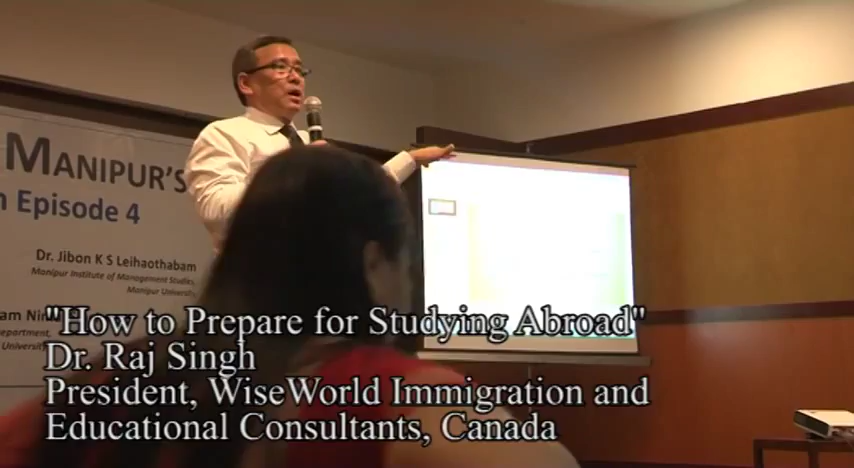 MANIPUR'S
Episode 4
Dr. Jibon K S Leihaothabam
Manipur Institute of Management Studies,
Manipur University
"How to Prepare for Studying Abroad"
Dr. Raj Singh
President, WiseWorld Immigration and
Educational Consultants, Canada